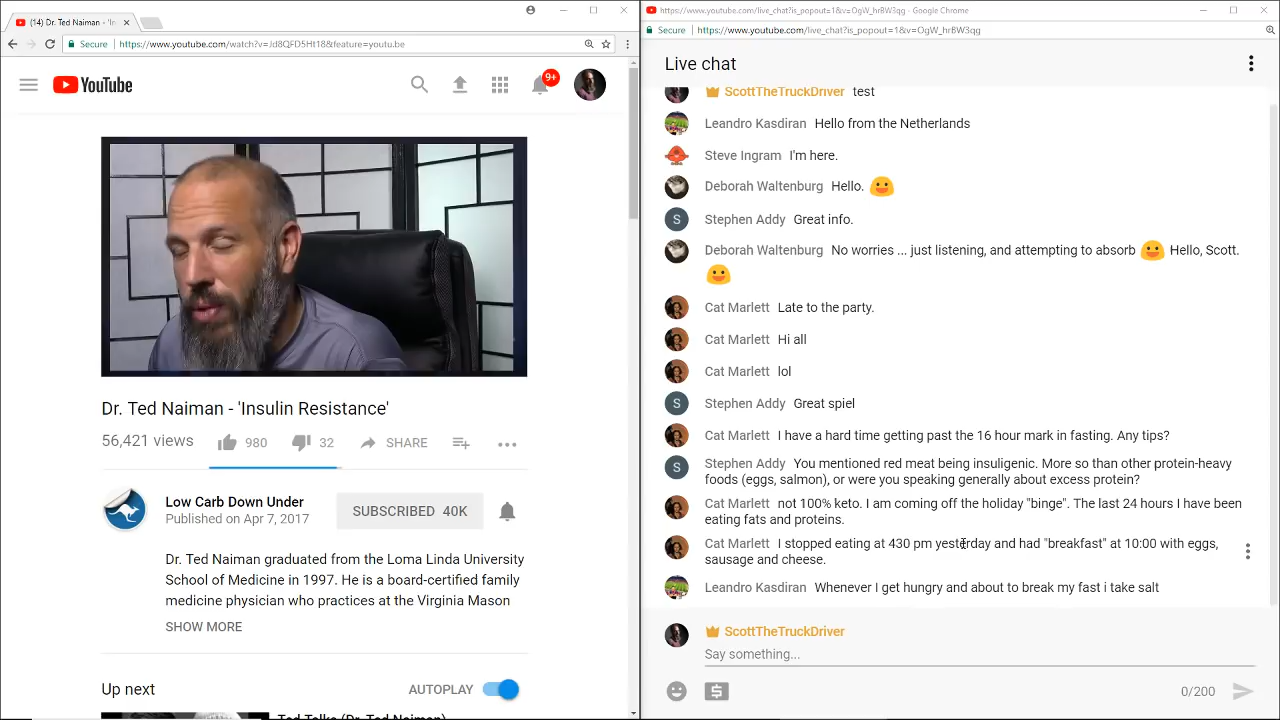 (14) Dr. Ted Naiman - 'In
Secure https://www.youtube.com/watch?v=Jd8QFD5Ht18&feature=youtu.be
YouTube
9+
Dr. Ted Naiman - 'Insulin Resistance'
56,421 views 980 32 SHARE
Low Carb Down Under
Published on Apr 7, 2017
SUBSCRIBED 40K
Dr. Ted Naiman graduated from the Loma Linda University
School of Medicine in 1997. He is a board-certified family
medicine physician who practices at the Virginia Mason
SHOW MORE
Up next AUTOPLAY
Ted Talks (Dr. Ted Naiman)
https://www.youtube.com/live_chat?is_popout=1&v=OgW_hrBW3qg - Google Chrome
Secure https://www.youtube.com/live_chat?is_popout=1&v=OgW_hrBW3qg
Live chat
ScottTheTruckDriver test
Leandro Kasdiran Hello from the Netherlands
Steve Ingram I'm here.
Deborah Waltenburg Hello.
S Stephen Addy Great info.
Deborah Waltenburg No worries ... just listening, and attempting to absorb Hello, Scott.
Cat Marlett Late to the party.
Cat Marlett Hi all
Cat Marlett lol
S Stephen Addy Great spiel
Cat Marlett I have a hard time getting past the 16 hour mark in fasting. Any tips?
S Stephen Addy You mentioned red meat being insuligenic. More so that other protein-heavy
foods (eggs, salmon), or were you speaking generally about excess protein?
Cat Marlett not 100% keto. I am coming off the holiday "binge". The last 24 hours I have been
eating fats and proteins.
Cat Marlett I stopped eating at 430 pm yesterday and had "breakfast" at 10:00 with eggs,
sausage and cheese.
Leandro Kasdiran Whenever I get hungry and about to break my fast i take salt
ScottTheTruckDriver
Say something...
0/200